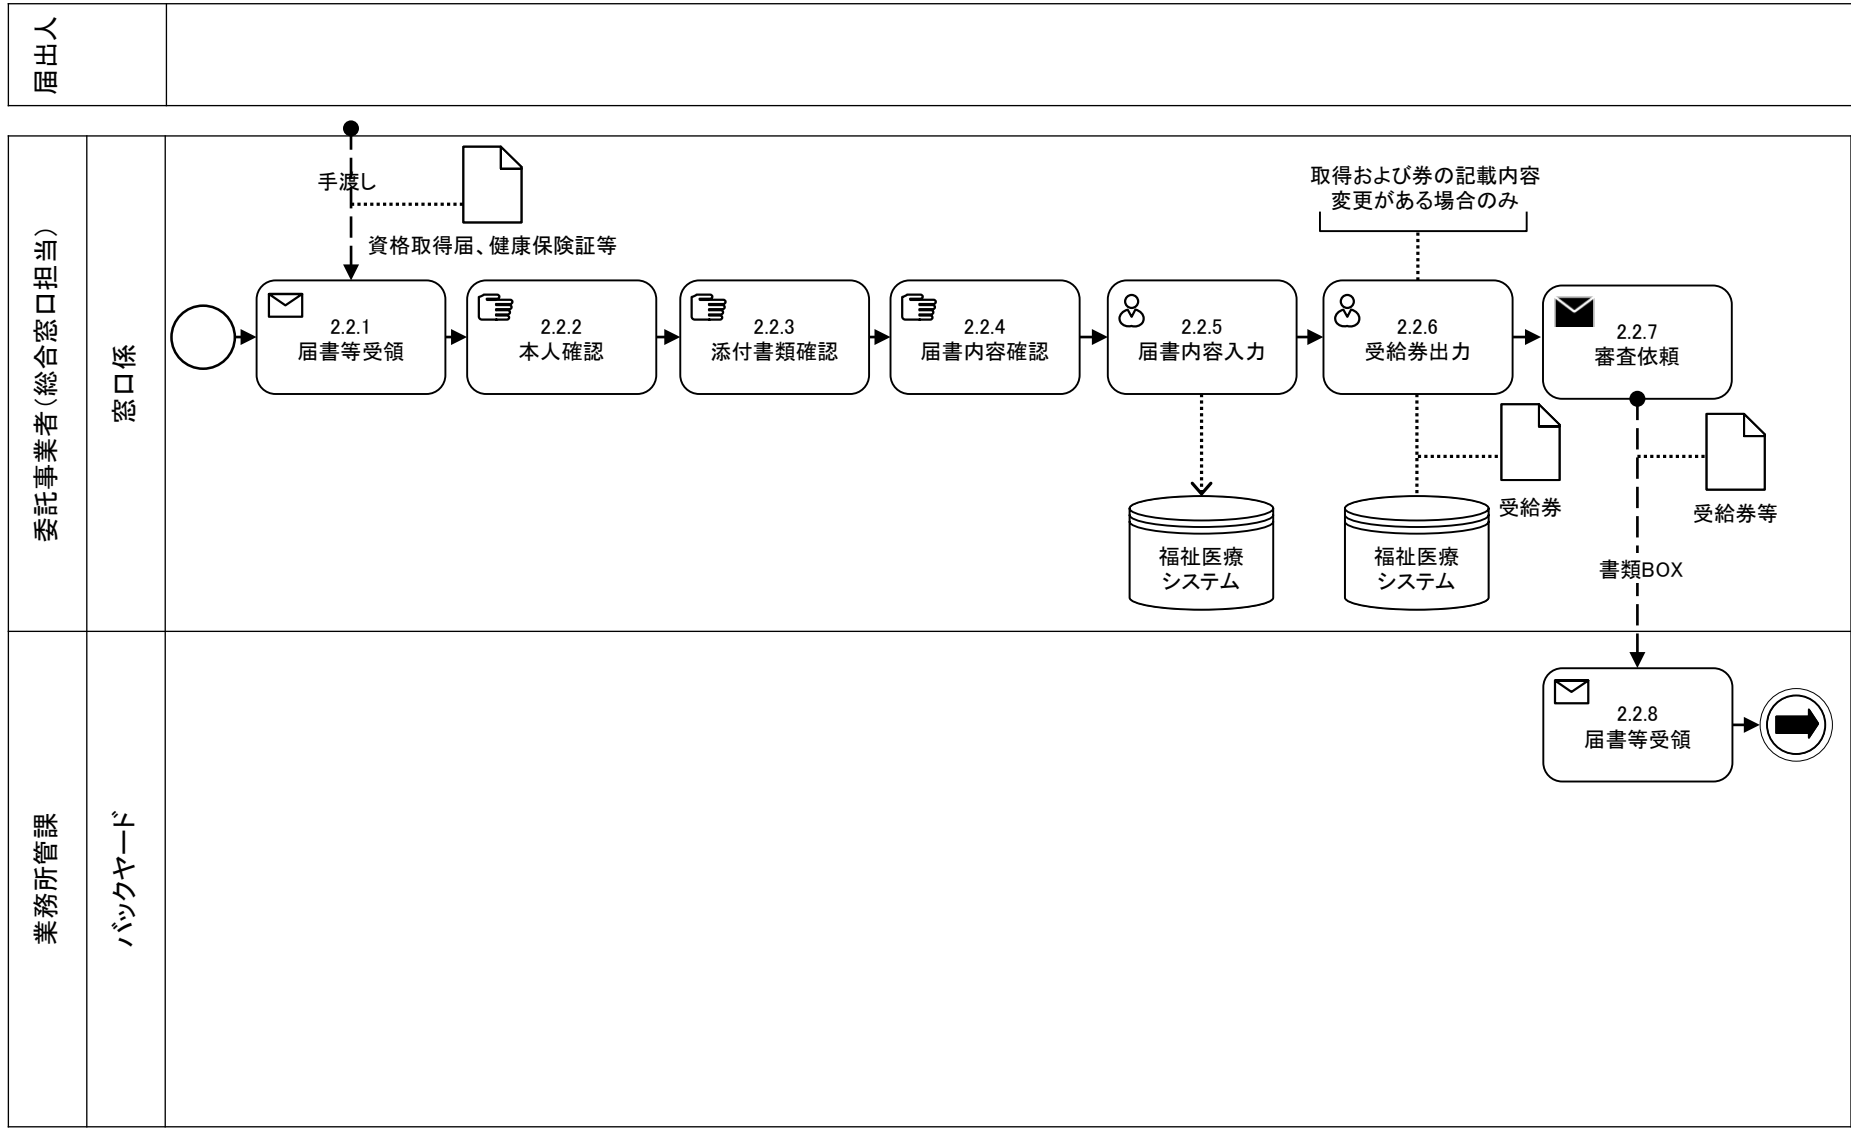 届出人
委託事業者（総合窓口担当）
窓口係
手渡し
資格取得届、健康保険証等
取得および券の記載内容
変更がある場合のみ
2.2.1
届書等受領
2.2.2
本人確認
2.2.3
添付書類確認
2.2.4
届書内容確認
2.2.5
届書内容入力
2.2.6
受給券出力
2.2.7
審査依頼
福祉医療
システム
福祉医療
システム
受給券
受給券等
書類BOX
業務所管課
バックヤード
2.2.8
届書等受領